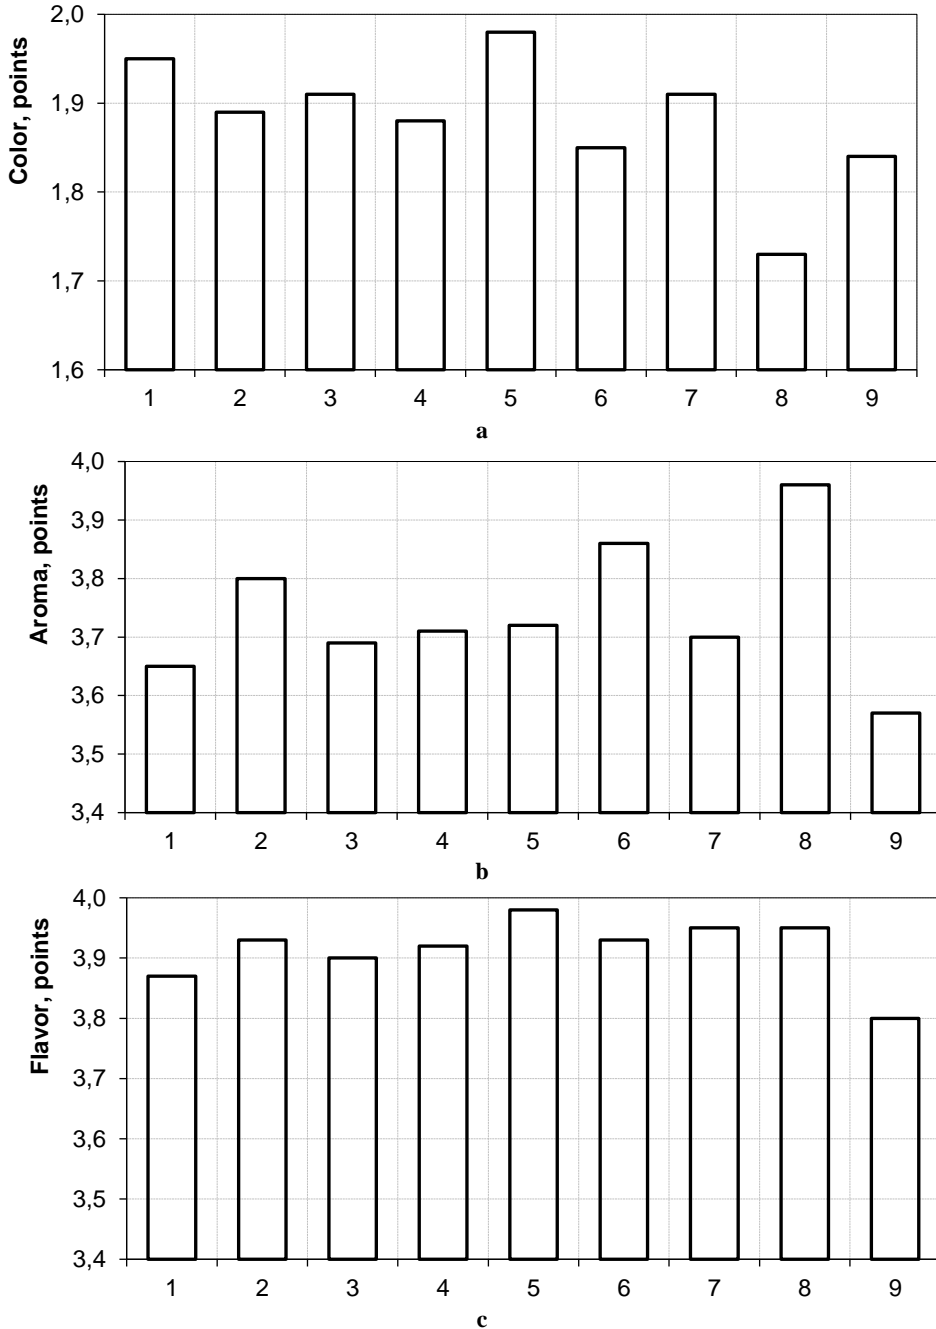 Color, points
2,0
1,9
1,8
1,7
1,6
1 2 3 4 5 6 7 8 9
a
Aroma, points
4,0
3,9
3,8
3,7
3,6
3,5
3,4
1 2 3 4 5 6 7 8 9
b
Flavor, points
4,0
3,9
3,8
3,7
3,6
3,5
3,4
1 2 3 4 5 6 7 8 9
c